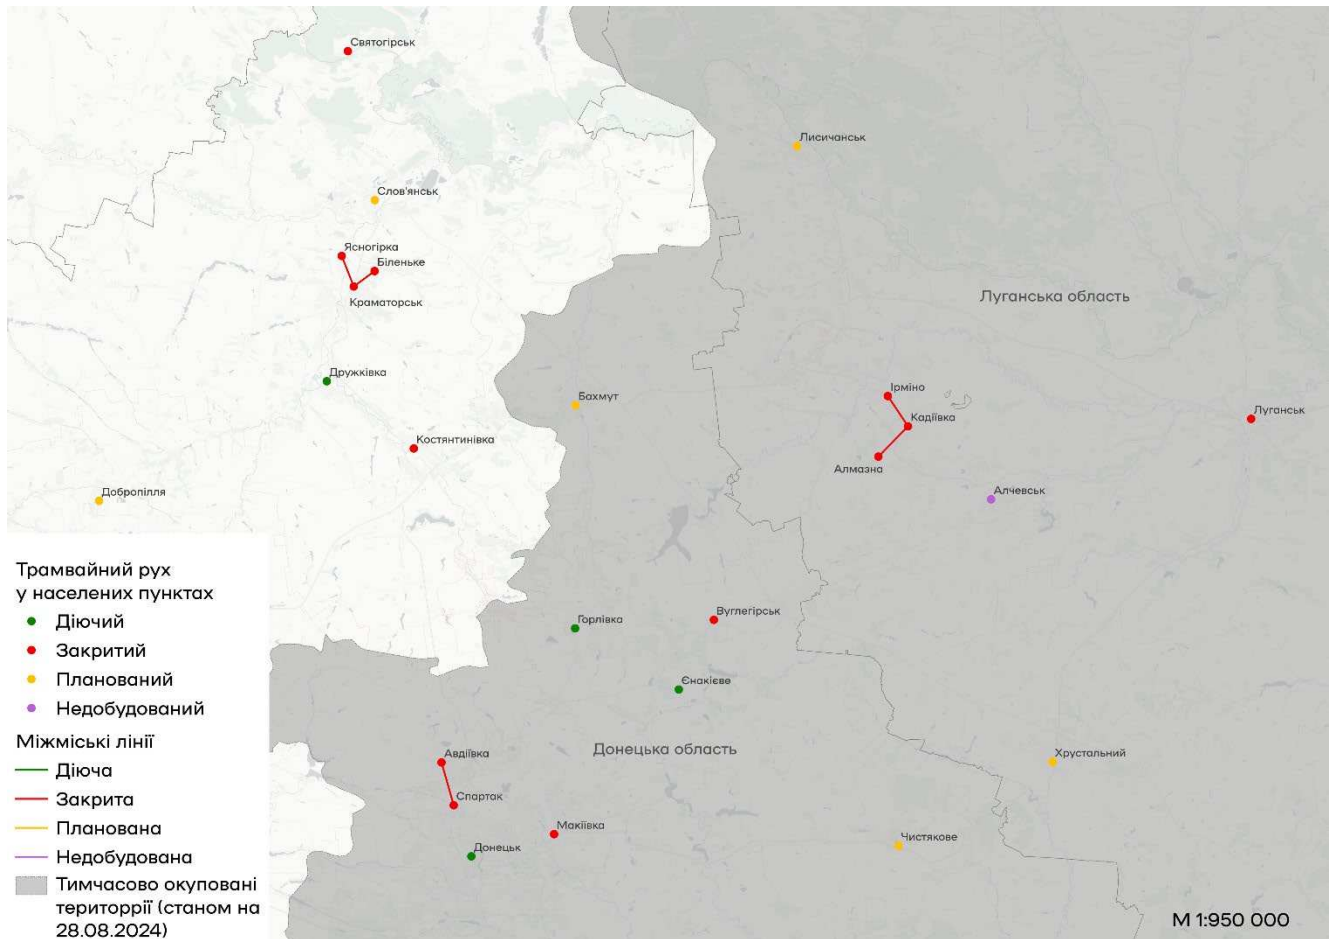 Святогірськ
Лисичанськ
Слов'янськ
Ясногірка
Біленьке
Краматорськ
Луганська область
Дружківка
Ірміно
Бахмут
Кадіївка
Луганськ
Костянтинівка
Алмазна
Добропілля
Алчевськ
Трамвайний рух
у населених пунктах
Діючий
Закритий
Планований
Недобудований
Міжміські лінії
Діюча
Закрита
Планована
Недобудована
Тимчасово окуповані
територрії (станом на
28.08.2024)
Горлівка
Вуглегірськ
Єнакієве
Донецька область
Авдіївка
Хрустальний
Спартак
Макіївка
Чистякове
Донецьк
М 1:950 000